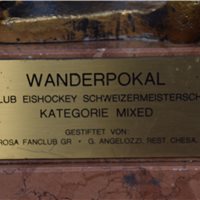 WANDERPOKAL
LUB EISHOCKEY SCHWEIZERMEISTERSCH
KATEGORIE MIXED
GESTIFTET VON:
ROSA FANCLUB GR • G. ANGELOZZI, REST. CHESA